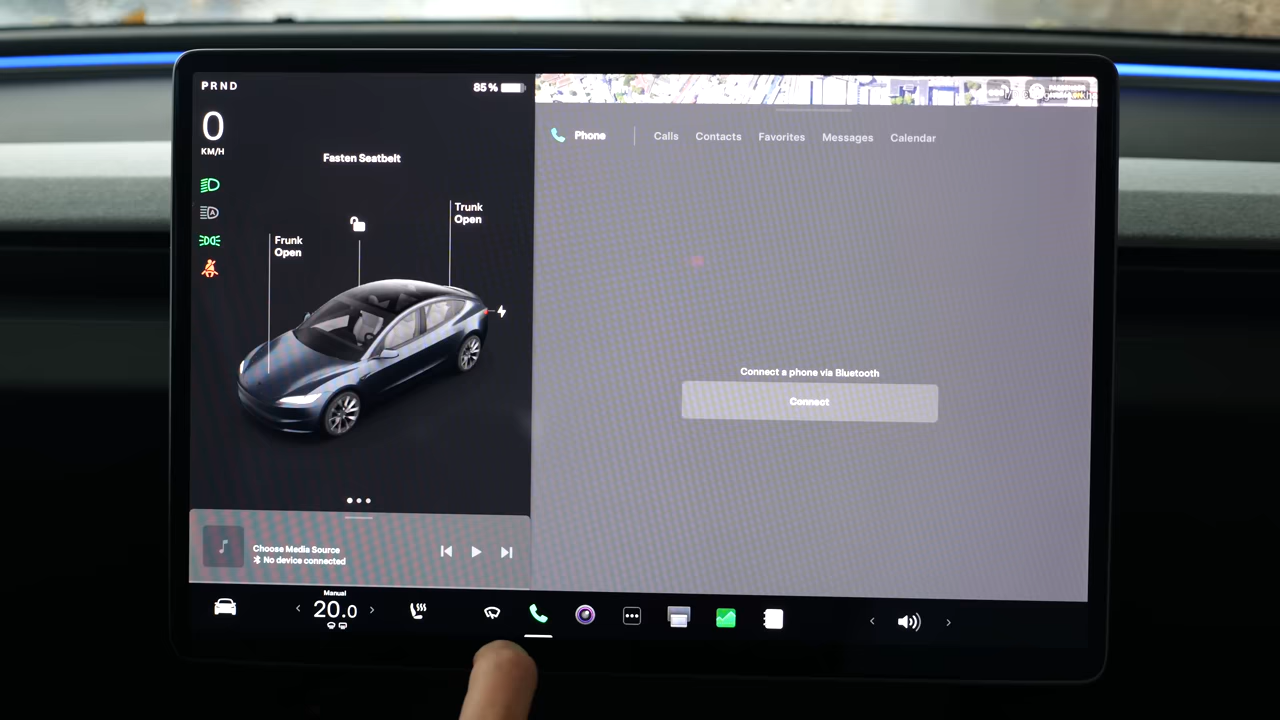 PRND
85 %
0
KM/H
Fasten Seatbelt
Trunk
Open
Frunk
Open
Phone
Calls
Contacts
Favorites
Messages
Calendar
Connect a phone via Bluetooth
Connect
Choose Media Source
No device connected
Manual
20.0
A